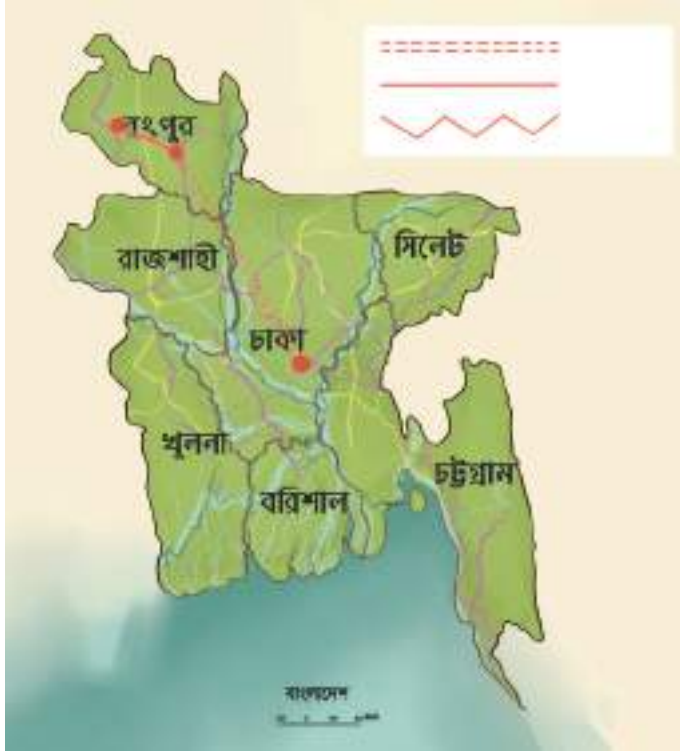 রংপুর
রাজশাহী
সিলেট
ঢাকা
খুলনা
বরিশাল
চট্টগ্রাম
বাংলাদেশ